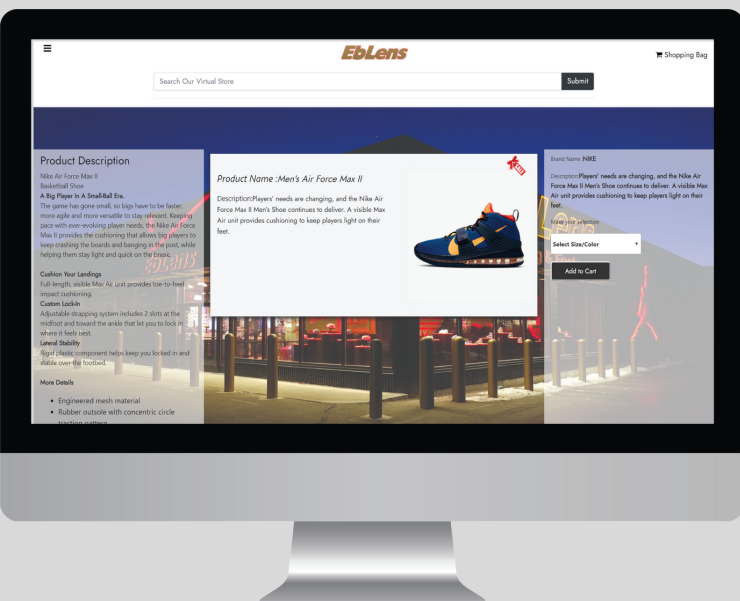 EbLens
Shopping Bag
Search Our Virtual Store
Submit
Product Description
Nike Air Force Max II
Basketball Shoe
A Big Player In A Small-Ball Era.
The game has gone small, so bigs have to be faster,
more agile and more versatile to stay relevant. Keeping
pace with ever-evolving player needs, the Nike Air Force
Max II provides the cushioning that allows big players to
keep crashing the boards and banging in the post, while
helping them stay light and quick on the break.
Cushion Your Landings
Full-length, visible Max Air unit provides toe-to-heel
impact cushioning.
Custom Lock-In
Adjustable strapping system includes 2 slots at the
midfoot and toward the ankle that let you to lock in
where it feels best.
Lateral Stability
Rigid plastic component helps keep you locked in and
stable over the footbed.
More Details
Engineered mesh material
Rubber outsole with concentric circle
traction pattern
Product Name :Men's Air Force Max II
Description:Players' needs are changing, and the Nike Air
Force Max II Men's Shoe continues to deliver. A visible Max
Air unit provides cushioning to keep players light on their
feet.
Brand Name :NIKE
Description:Players' needs are changing, and the Nike Air
Force Max II Men's Shoe continues to deliver. A visible Max
Air unit provides cushioning to keep players light on their
feet.
Make your selection
Select Size/Color
Add to Cart